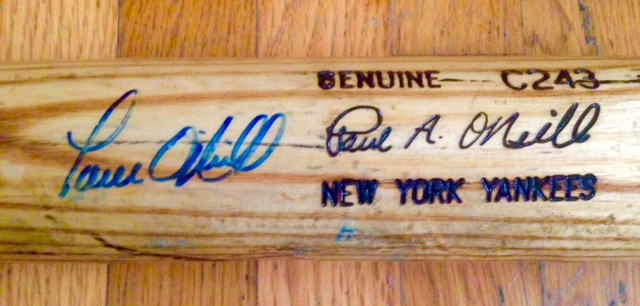 GENUINE C243
Paul O'Neill
Paul A. O'Neill
NEW YORK YANKEES